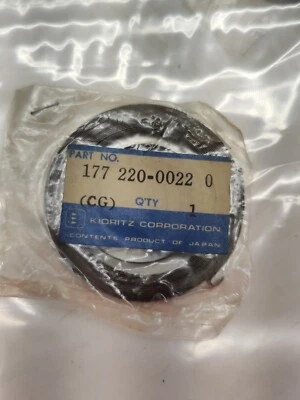 PART NO.
177 220-0022 0
(CG) Q'TY 1
E KIORITZ CORPORATION
CONTENTS PRODUCT OF JAPAN